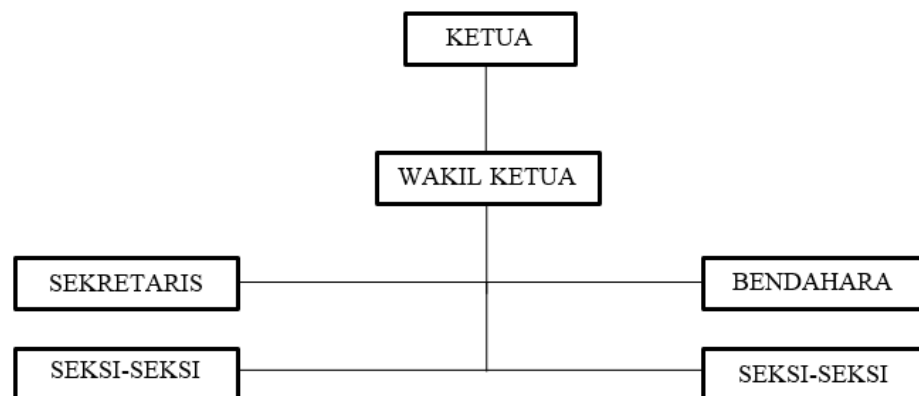 KETUA
WAKIL KETUA
SEKRETARIS
BENDAHARA
SEKSI-SEKSI
SEKSI-SEKSI